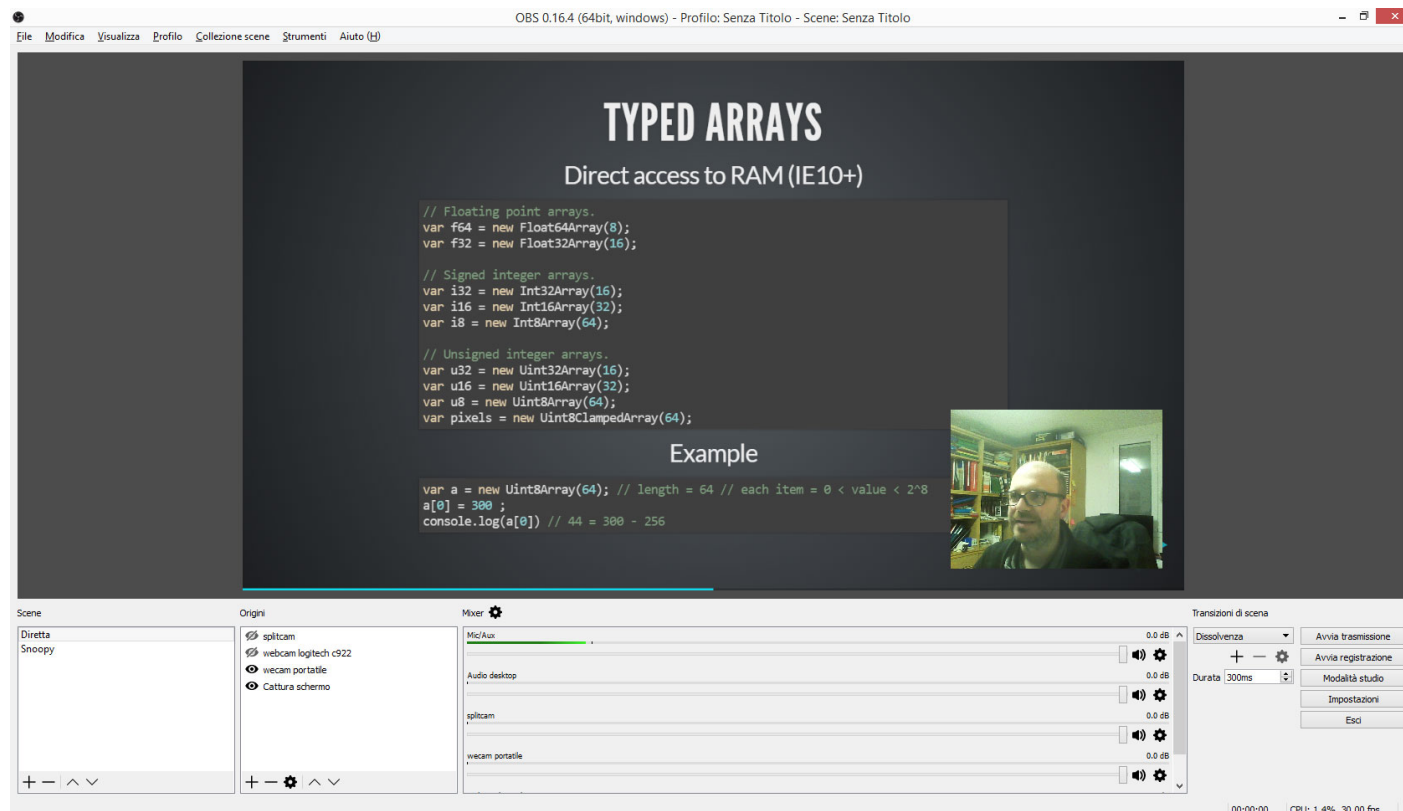 OBS 0.16.4 (64bit, windows) - Profilo: Senza Titolo - Scene: Senza Titolo
File Modifica Visualizza Profilo Collezione scene Strumenti Aiuto (H)
TYPED ARRAYS
Direct access to RAM (IE10+)
// Floating point arrays.
var f64 = new Float64Array(8);
var f32 = new Float32Array(16);
// Signed integer arrays.
var i32 = new Int32Array(16);
var i16 = new Int16Array(32);
var i8 = new Int8Array(64);
// Unsigned integer arrays.
var u32 = new Uint32Array(16);
var u16 = new Uint16Array(32);
var u8 = new Uint8Array(64);
var pixels = new Uint8ClampedArray(64);
Example
var a = new Uint8Array(64); // length = 64 // each item = 0 < value < 2^8
a[0] = 300 ;
console.log(a[0]) // 44 = 300 - 256
Scene
Diretta
Snoopy
Origini
splitcam
webcam logitech c922
wecam portatile
Cattura schermo
Mixer
Mic/Aux 0.0 dB
Audio desktop 0.0 dB
splitcam 0.0 dB
wecam portatile 0.0 dB
Transizioni di scena
Dissolvenza
Durata 300ms
Avvia trasmissione
Avvia registrazione
Modalità studio
Impostazioni
Esci
00:00:00 CPU: 1.4%, 30.00 fps